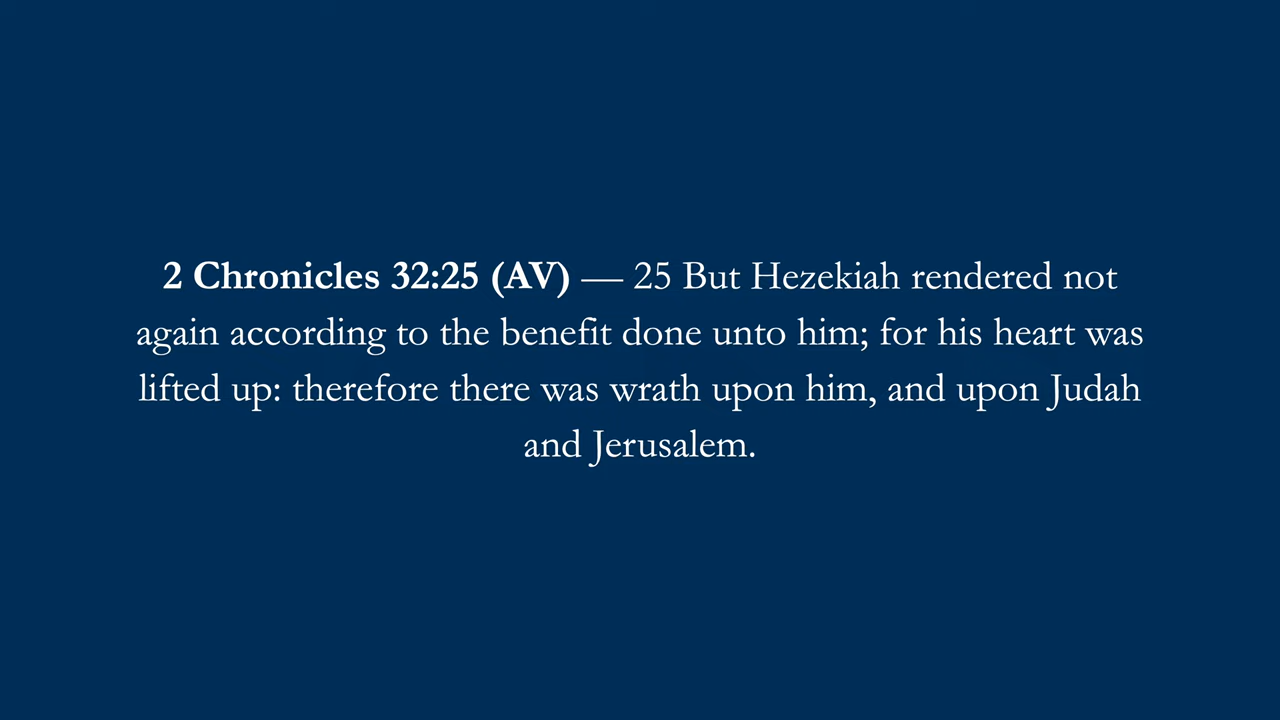 2 Chronicles 32:25 (AV) — 25 But Hezekiah rendered not
again according to the benefit done unto him; for his heart was
lifted up: therefore there was wrath upon him, and upon Judah
and Jerusalem.